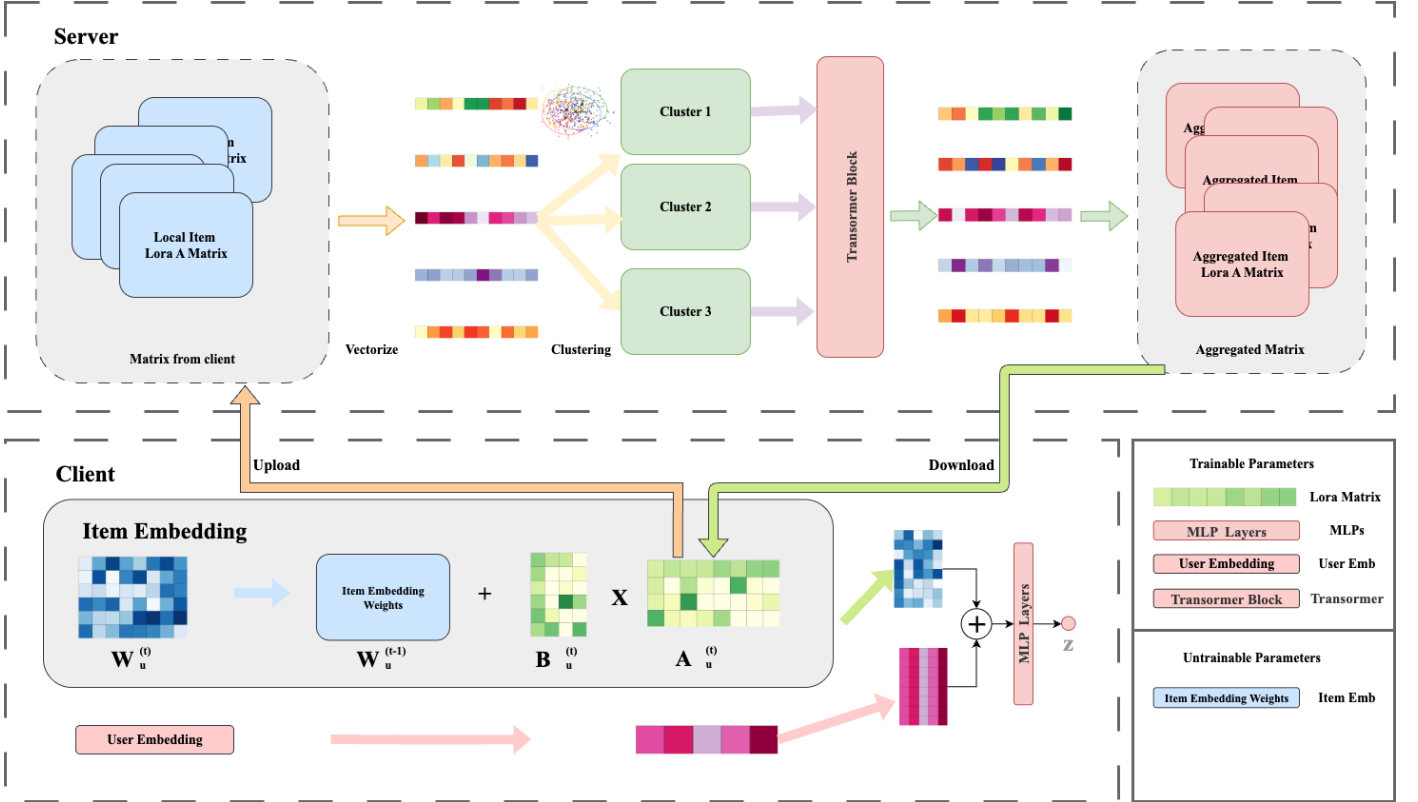 Server
Local Item
Lora A Matrix
Matrix from client
Vectorize
Clustering
Cluster 1
Cluster 2
Cluster 3
Transormer Block
Aggregated Item
Aggregated Item
Lora A Matrix
Aggregated Matrix
Client
Upload
Download
Item Embedding
Item Embedding
Weights
+
X
W u (t)
W u (t-1)
B u (t)
A u (t)
User Embedding
+
MLP Layers
z
Trainable Parameters
Lora Matrix
MLP Layers
MLPs
User Embedding
User Emb
Transormer Block
Transormer
Untrainable Parameters
Item Embedding Weights
Item Emb